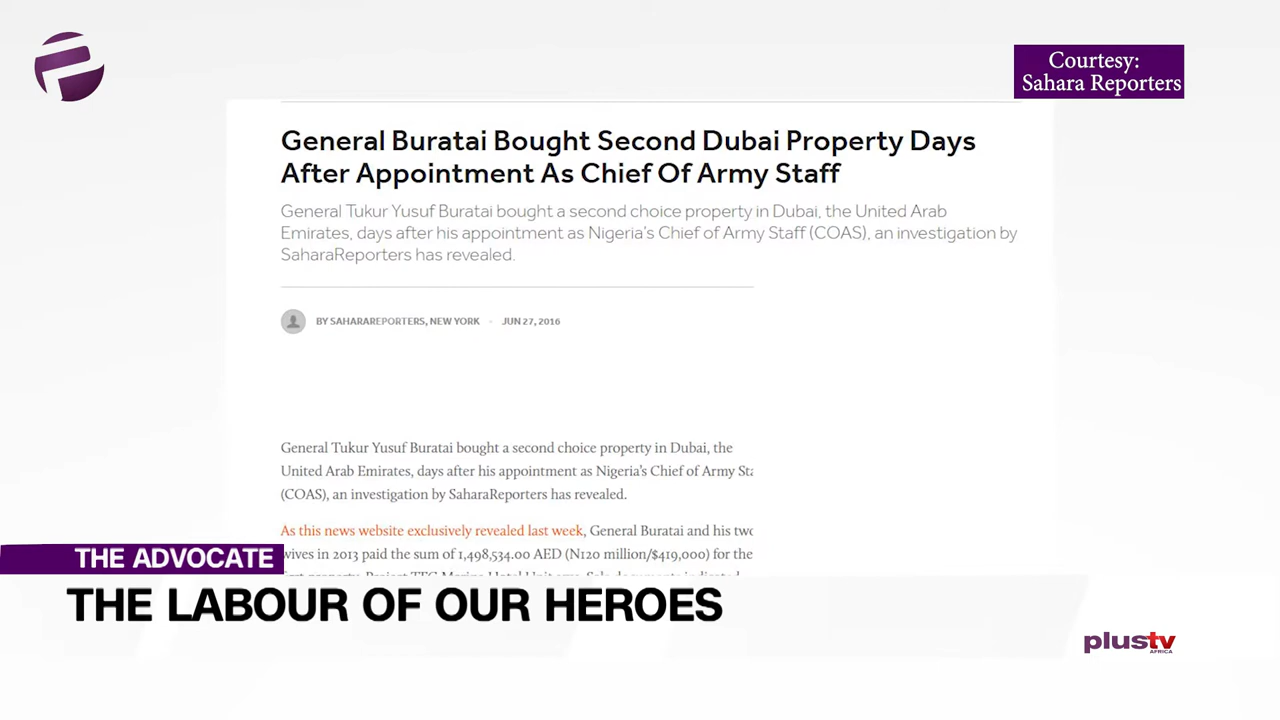 Courtesy:
Sahara Reporters
General Buratai Bought Second Dubai Property Days
After Appointment As Chief Of Army Staff
General Tukur Yusuf Buratai bought a second choice property in Dubai, the United Arab
Emirates, days after his appointment as Nigeria's Chief of Army Staff (COAS), an investigation by
SaharaReporters has revealed.
BY SAHARAREPORTERS, NEW YORK • JUN 27, 2016
General Tukur Yusuf Buratai bought a second choice property in Dubai, the
United Arab Emirates, days after his appointment as Nigeria's Chief of Army Sta
(COAS), an investigation by SaharaReporters has revealed.
As this news website exclusively revealed last week, General Buratai and his two
wives in 2013 paid the sum of 1,498,534.00 AED (N120 million/$419,000) for the
THE ADVOCATE
THE LABOUR OF OUR HEROES
plustv
AFRICA